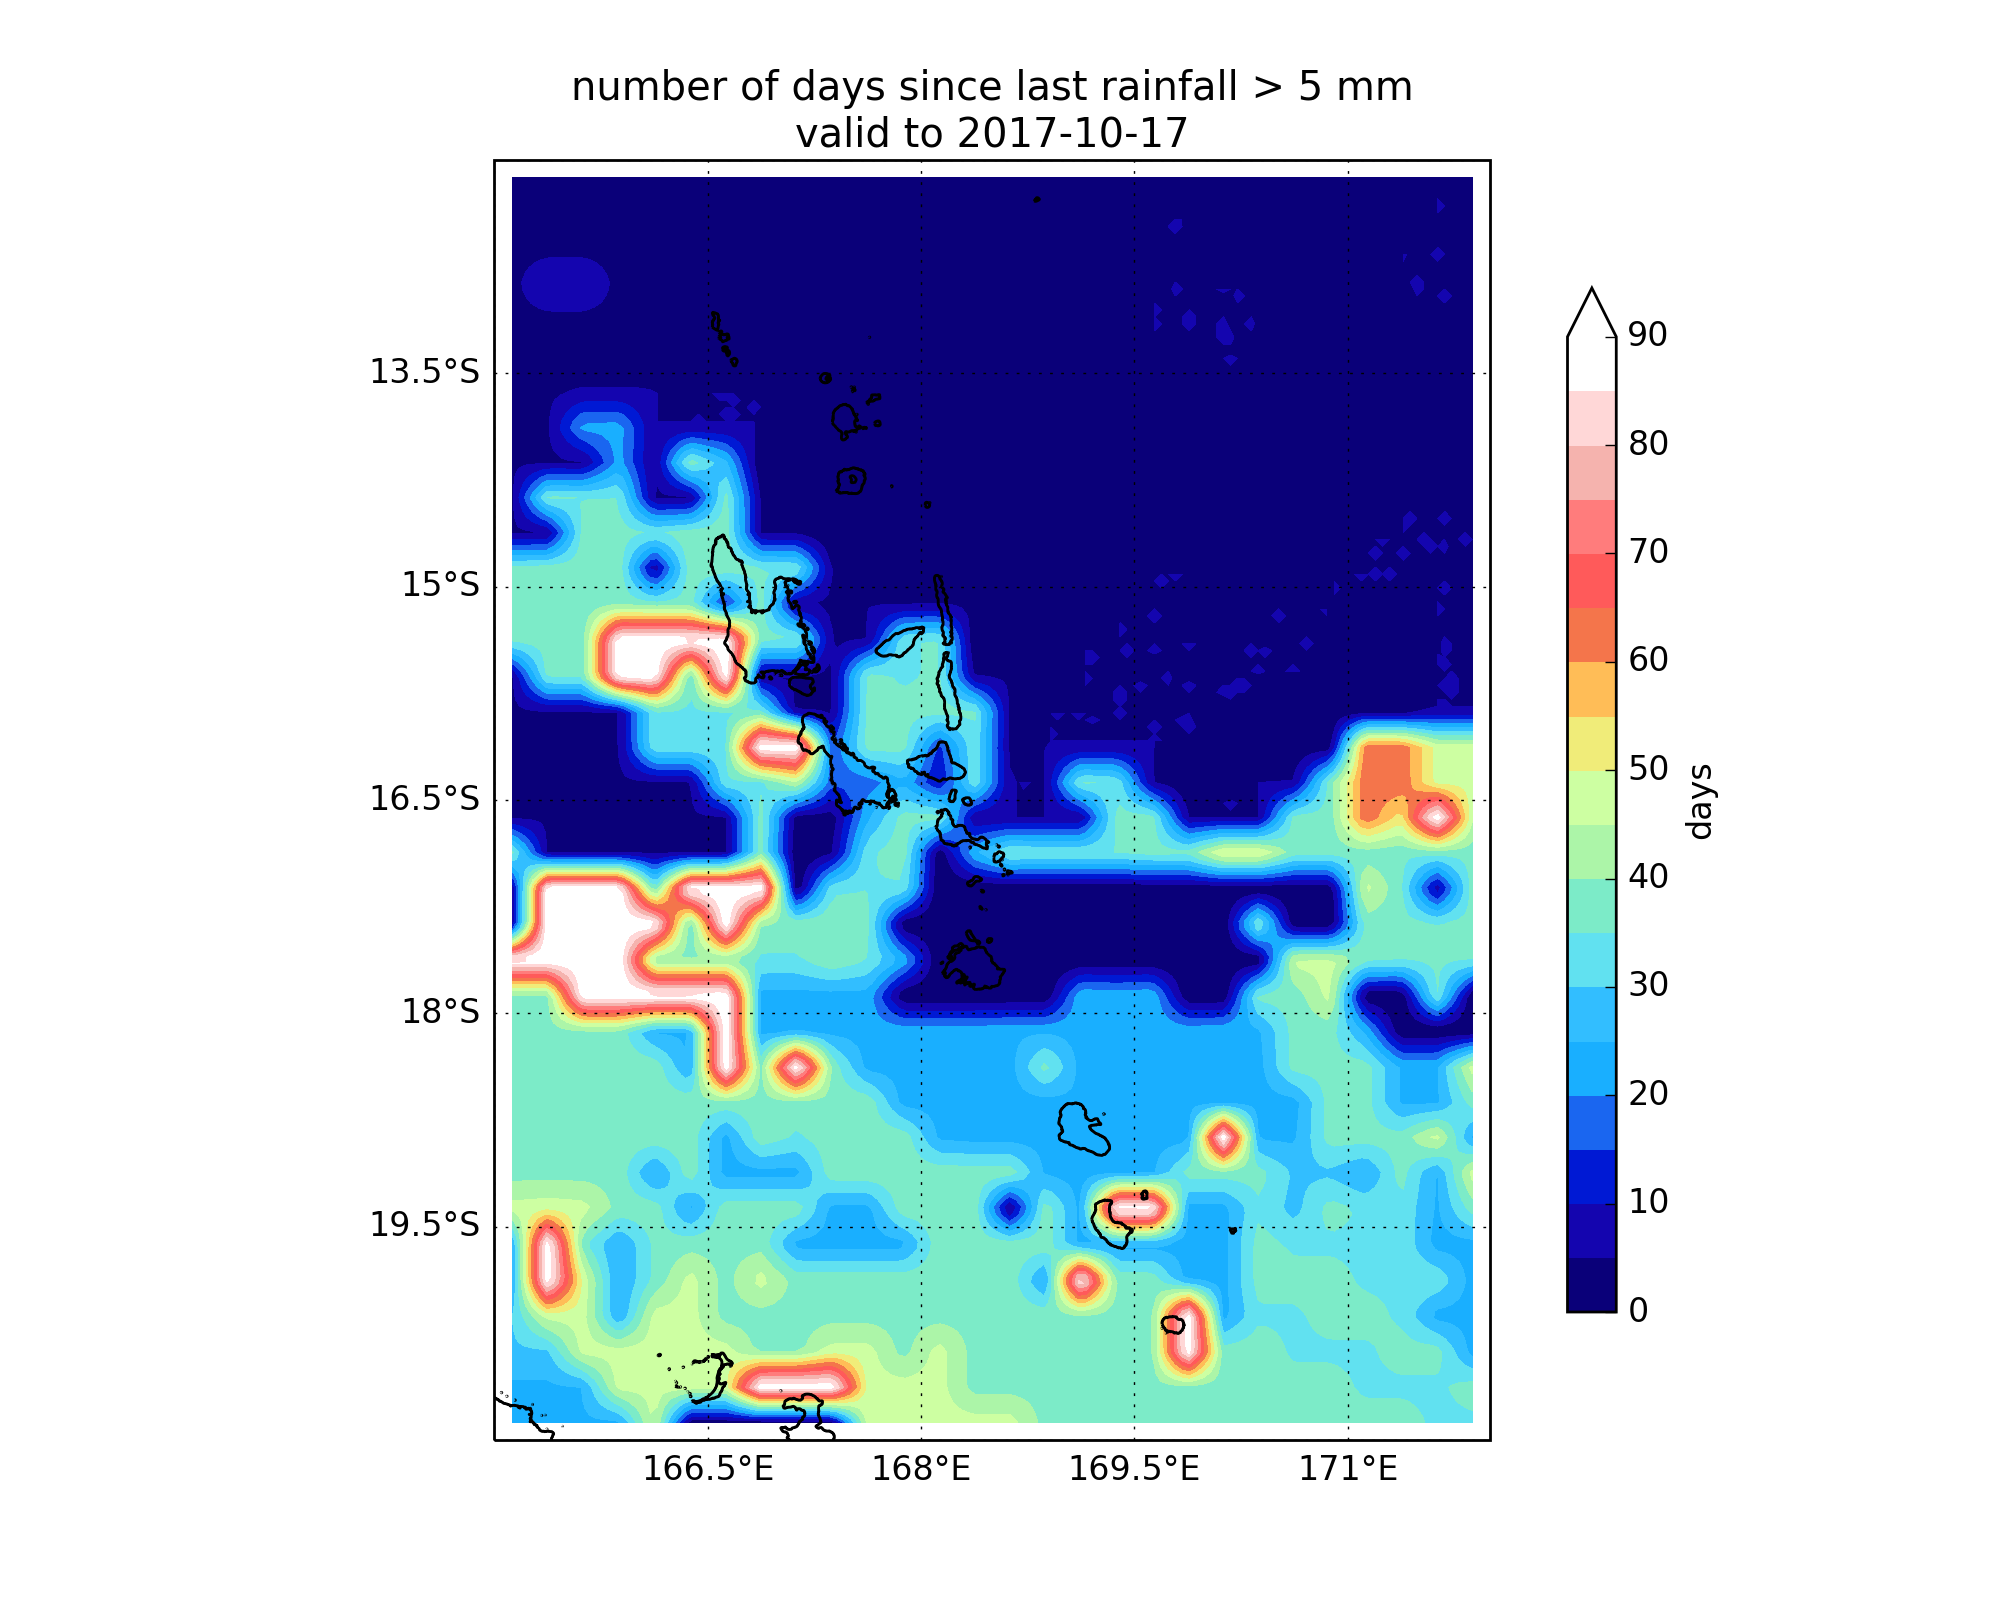 number of days since last rainfall > 5 mm
valid to 2017-10-17
13.5°S
15°S
16.5°S
18°S
19.5°S
166.5°E
168°E
169.5°E
171°E
90
80
70
60
50
40
30
20
10
0
days